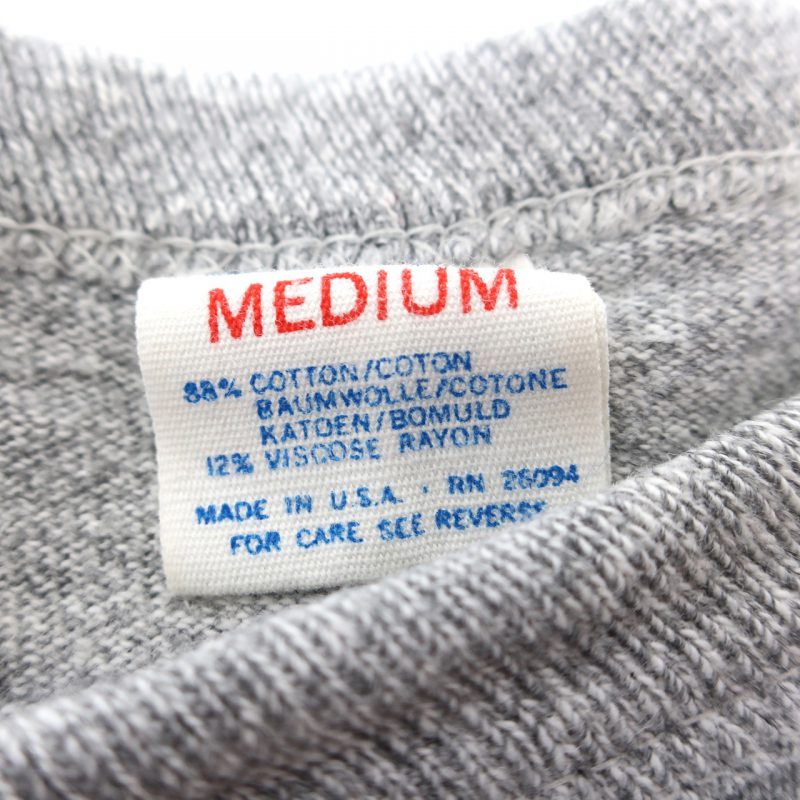 MEDIUM
88% COTTON/COTON
BAUMWOLLE/COTONE
KATOEN/BOMULD
12% VISCOSE RAYON
MADE IN U.S.A. · RN 26094
FOR CARE SEE REVERSE